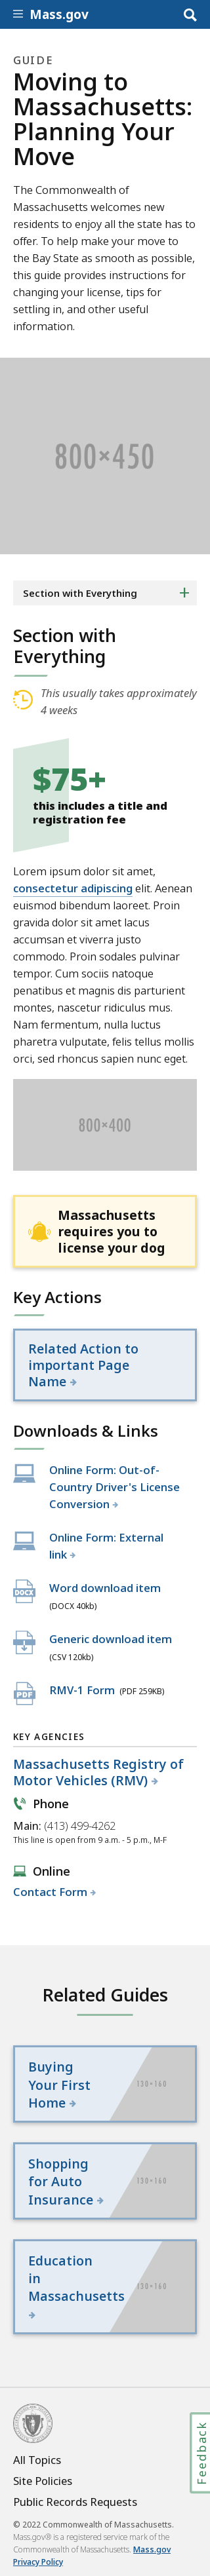 Mass.gov
GUIDE
Moving to
Massachusetts:
Planning Your
Move
The Commonwealth of
Massachusetts welcomes new
residents to enjoy all the state has to
offer. To help make your move to
the Bay State as smooth as possible,
this guide provides instructions for
changing your license, tips for
settling in, and other useful
information.
800×450
Section with Everything
Section with
Everything
This usually takes approximately
4 weeks
$75+
this includes a title and
registration fee
Lorem ipsum dolor sit amet,
consectetur adipiscing elit. Aenean
euismod bibendum laoreet. Proin
gravida dolor sit amet lacus
accumsan et viverra justo
commodo. Proin sodales pulvinar
tempor. Cum sociis natoque
penatibus et magnis dis parturient
montes, nascetur ridiculus mus.
Nam fermentum, nulla luctus
pharetra vulputate, felis tellus mollis
orci, sed rhoncus sapien nunc eget.
800×400
Massachusetts
requires you to
license your dog
Key Actions
Related Action to
important Page
Name
Downloads & Links
Online Form: Out-of-
Country Driver's License
Conversion
Online Form: External
link
DOCX
Word download item
(DOCX 40kb)
Generic download item
(CSV 120kb)
PDF
RMV-1 Form (PDF 259KB)
KEY AGENCIES
Massachusetts Registry of
Motor Vehicles (RMV)
Phone
Main: (413) 499-4262
This line is open from 9 a.m. - 5 p.m., M-F
Online
Contact Form
Related Guides
Buying
Your First
Home
130×160
Shopping
for Auto
Insurance
130×160
Education
in
Massachusetts
130×160
Feedback
All Topics
Site Policies
Public Records Requests
© 2022 Commonwealth of Massachusetts.
Mass.gov® is a registered service mark of the
Commonwealth of Massachusetts. Mass.gov
Privacy Policy